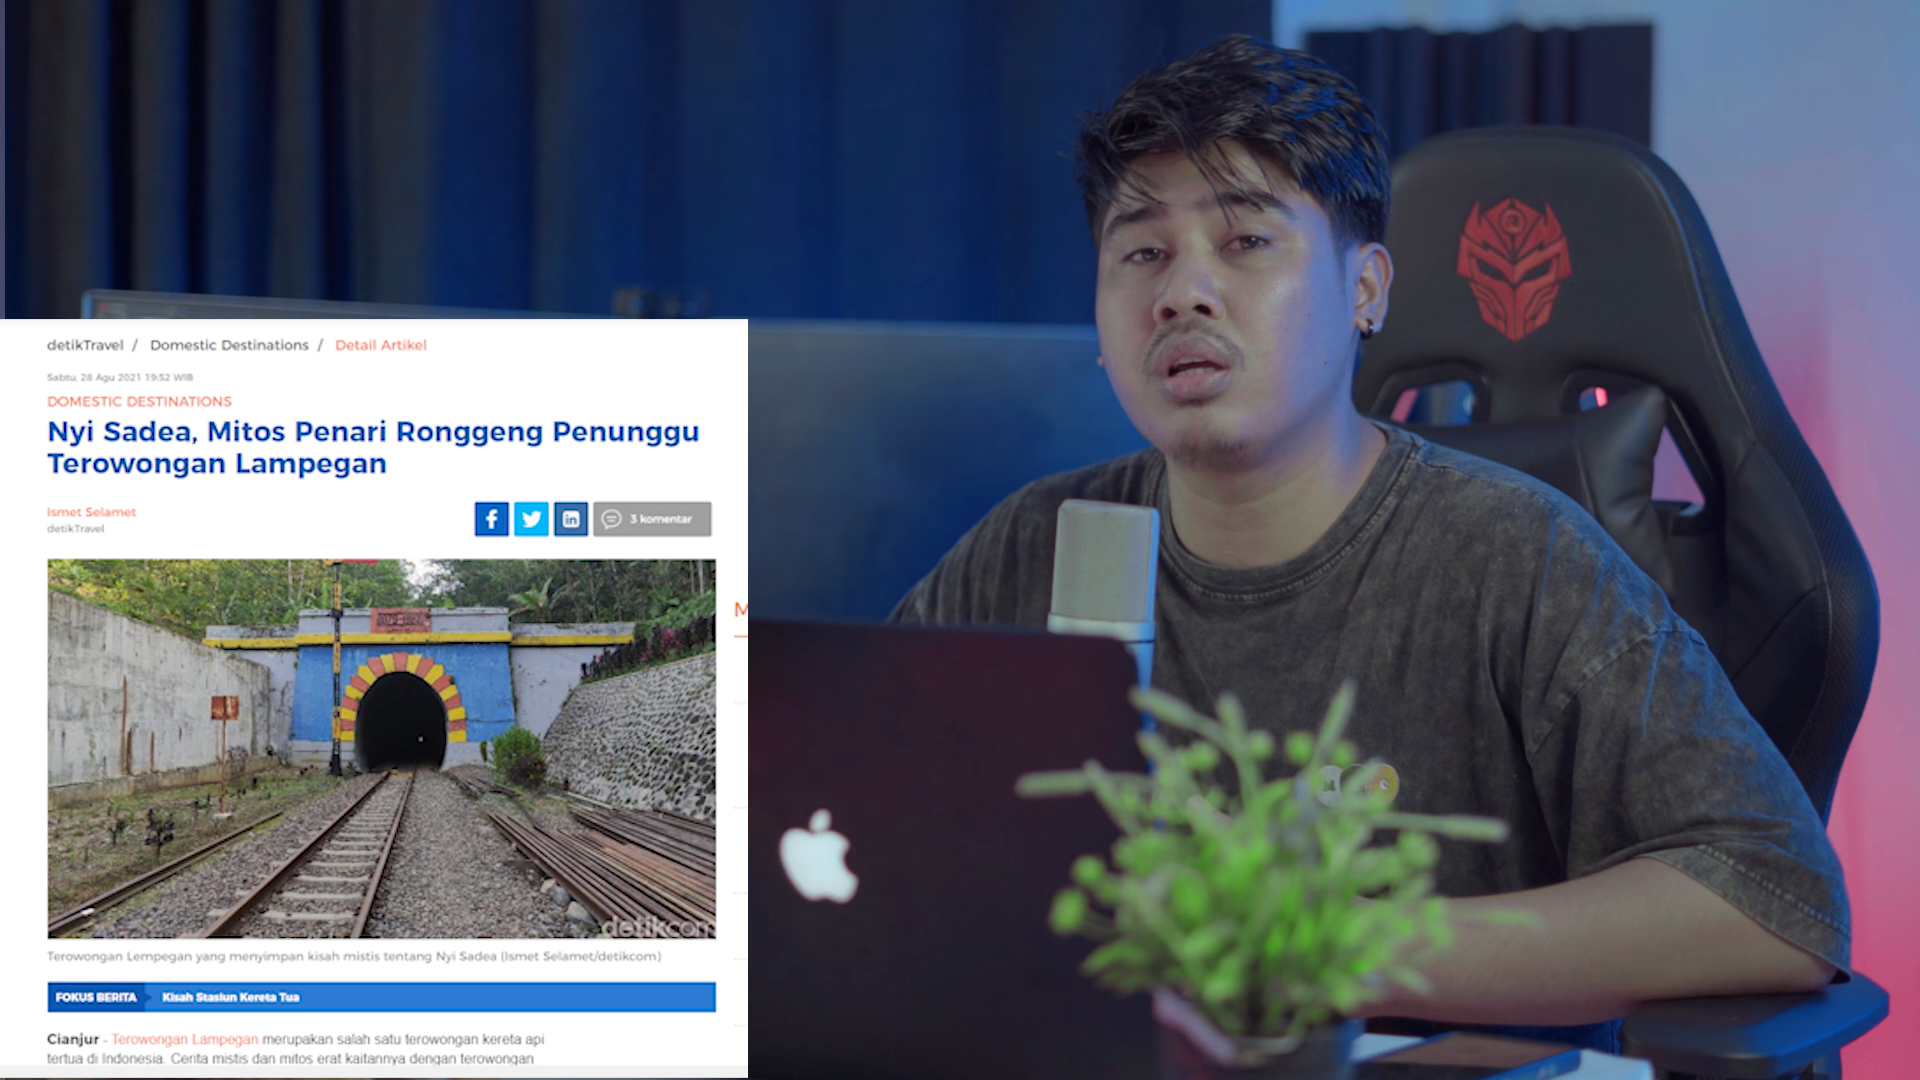 detikTravel / Domestic Destinations / Detail Artikel
Sabtu, 28 Agu 2021 19:52 WIB
DOMESTIC DESTINATIONS
Nyi Sadea, Mitos Penari Ronggeng Penunggu
Terowongan Lampegan
Ismet Selamet
detikTravel
3 komentar
detikcom
Terowongan Lempegan yang menyimpan kisah mistis tentang Nyi Sadea (Ismet Selamet/detikcom)
FOKUS BERITA Kisah Stasiun Kereta Tua
Cianjur - Terowongan Lampegan merupakan salah satu terowongan kereta api
tertua di Indonesia. Cerita mistis dan mitos erat kaitannya dengan terowongan